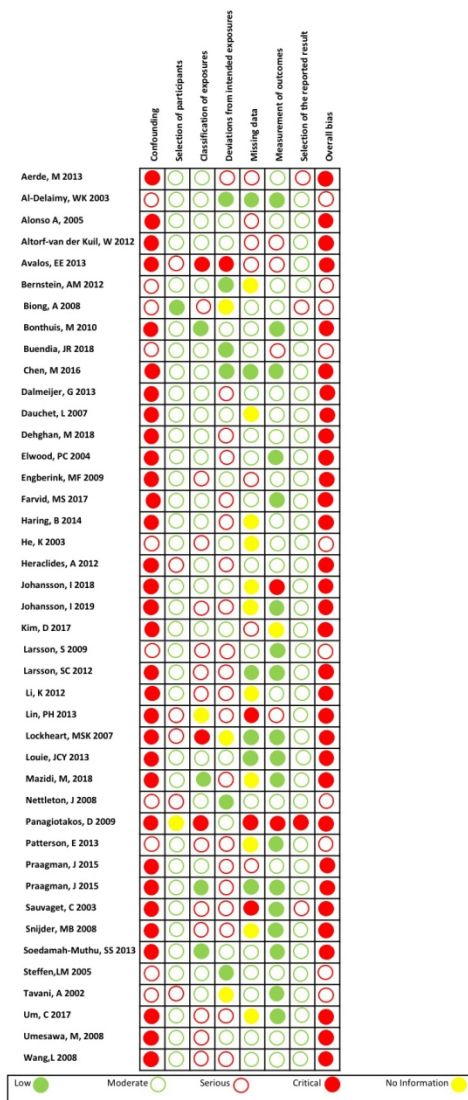 Confounding
Selection of participants
Classification of exposures
Deviations from intended exposures
Missing data
Measurement of outcomes
Selection of the reported result
Overall bias
Aerde, M 2013
Al-Delaimy, WK 2003
Alonso A, 2005
Altorf-van der Kuil, W 2012
Avalos, EE 2013
Bernstein, AM 2012
Biong, A 2008
Bonthuis, M 2010
Buendia, JR 2018
Chen, M 2016
Dalmeijer, G 2013
Dauchet, L 2007
Dehghan, M 2018
Elwood, PC 2004
Engberink, MF 2009
Farvid, MS 2017
Haring, B 2014
He, K 2003
Heraclides, A 2012
Johansson, I 2018
Johansson, I 2019
Kim, D 2017
Larsson, S 2009
Larsson, SC 2012
Li, K 2012
Lin, PH 2013
Lockheart, MSK 2007
Louie, JCY 2013
Mazidi, M, 2018
Nettleton, J 2008
Panagiotakos, D 2009
Patterson, E 2013
Praagman, J 2015
Praagman, J 2015
Sauvaget, C 2003
Snijder, MB 2008
Soedamah-Muthu, SS 2013
Steffen,LM 2005
Tavani, A 2002
Um, C 2017
Umesawa, M, 2008
Wang,L 2008
Low Moderate Serious Critical No Information